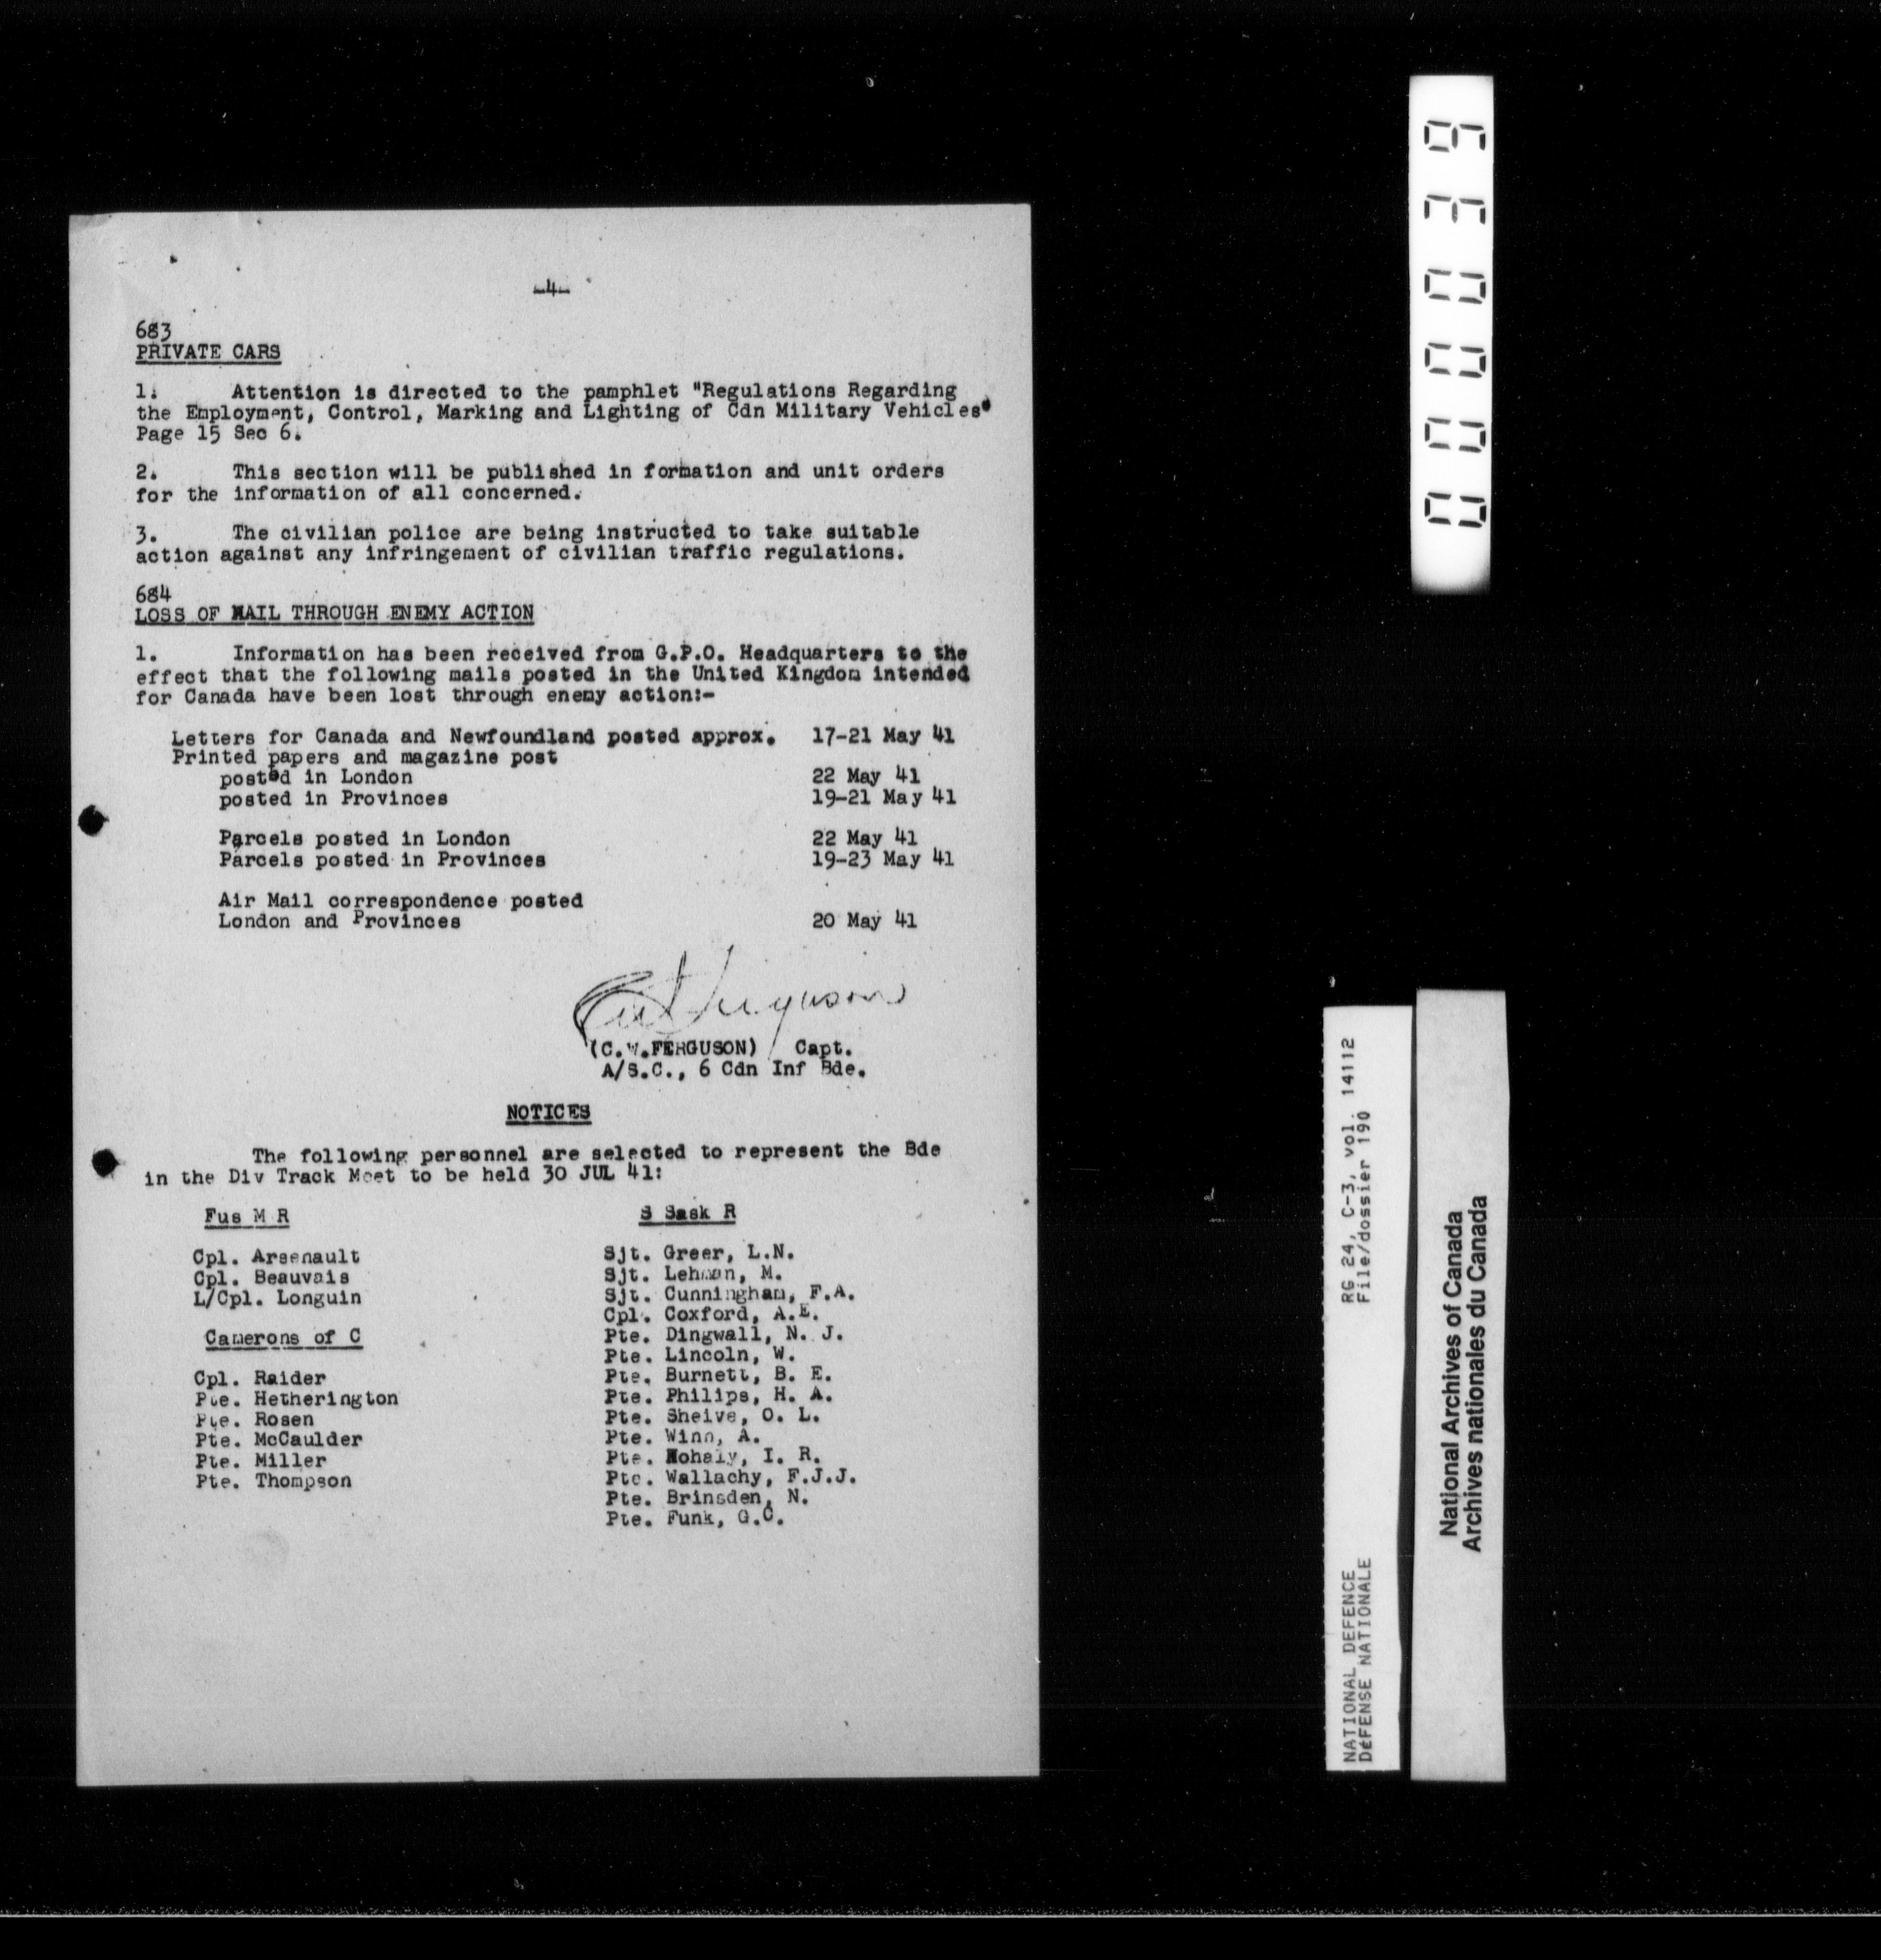 -4-
683
PRIVATE CARS
1. Attention is directed to the pamphlet "Regulations Regarding
the Employment, Control, Marking and Lighting of Cdn Military Vehicles"
Page 15 Sec 6.
2. This section will be published in formation and unit orders
for the information of all concerned.
3. The civilian police are being instructed to take suitable
action against any infringement of civilian traffic regulations.
684
LOSS OF MAIL THROUGH ENEMY ACTION
1. Information has been received from G.P.O. Headquarters to the
effect that the following mails posted in the United Kingdom intended
for Canada have been lost through enemy action:-
Letters for Canada and Newfoundland posted approx. 17-21 May 41
Printed papers and magazine post
posted in London 22 May 41
posted in Provinces 19-21 May 41
Parcels posted in London 22 May 41
Parcels posted in Provinces 19-23 May 41
Air Mail correspondence posted
London and Provinces 20 May 41
Ferguson
(C.W.FERGUSON) Capt.
A/S.C., 6 Cdn Inf Bde.
NOTICES
The following personnel are selected to represent the Bde
in the Div Track Meet to be held 30 JUL 41:
Fus M R
Cpl. Arsenault
Cpl. Beauvais
L/Cpl. Longuin
Camerons of C
Cpl. Raider
Pte. Hetherington
Pte. Rosen
Pte. McCaulder
Pte. Miller
Pte. Thompson
S Sask R
Sjt. Greer, L.N.
Sjt. Lehman, M.
Sjt. Cunningham, F.A.
Cpl. Coxford, A.E.
Pte. Dingwall, N. J.
Pte. Lincoln, W.
Pte. Burnett, B. E.
Pte. Philips, H. A.
Pte. Sheive, O. L.
Pte. Winn, A.
Pte. I. R.
Pte. Wallachy, F.J.J.
Pte. Brinsden, N.
Pte. Funk, G.C.
000039
RG 24, C-3, vol. 14112
File/dossier 190
NATIONAL DEFENCE
DéFENSE NATIONALE
National Archives of Canada
Archives nationales du Canada